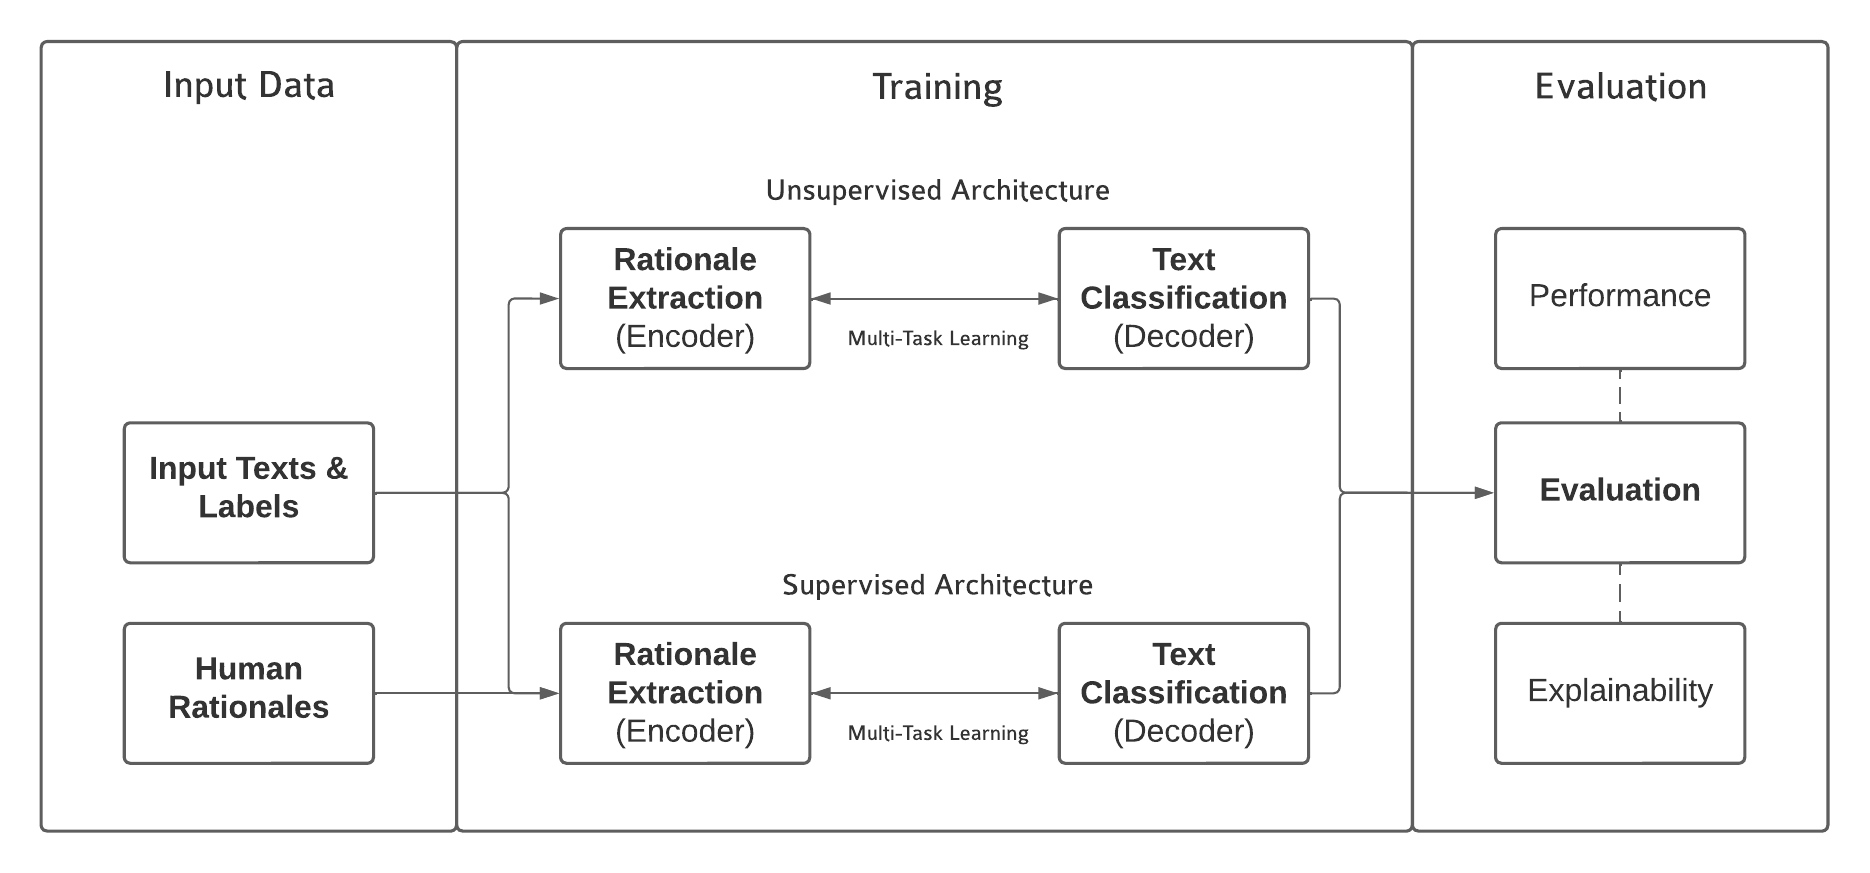 Input Data
Training
Evaluation
Unsupervised Architecture
Rationale
Extraction
(Encoder)
Multi-Task Learning
Text
Classification
(Decoder)
Performance
Input Texts &
Labels
Evaluation
Supervised Architecture
Human
Rationales
Rationale
Extraction
(Encoder)
Multi-Task Learning
Text
Classification
(Decoder)
Explainability